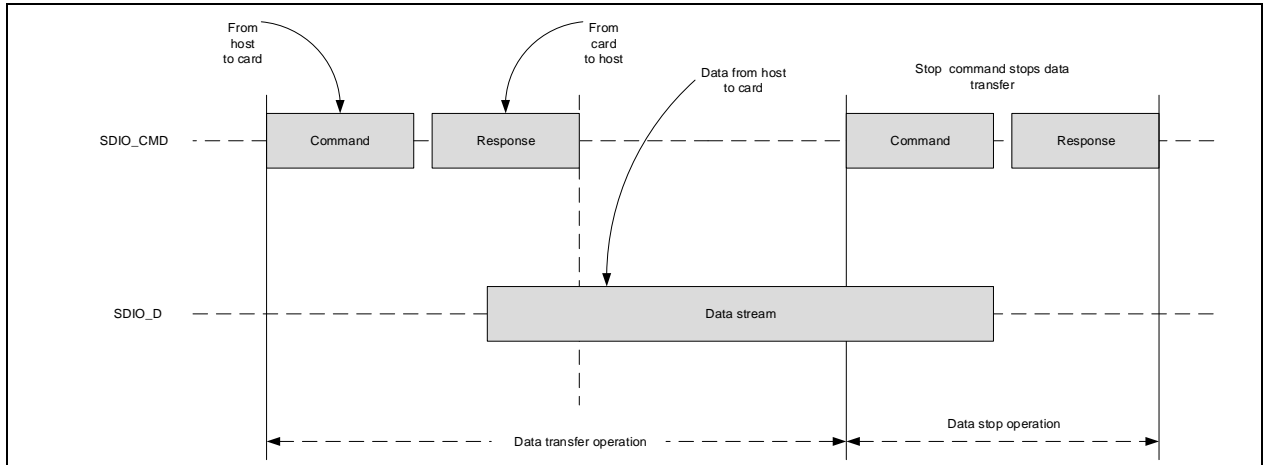 From
host
to card
From
card
to host
Data from host
to card
Stop command stops data
transfer
SDIO_CMD
Command
Response
Command
Response
SDIO_D
Data stream
Data transfer operation
Data stop operation